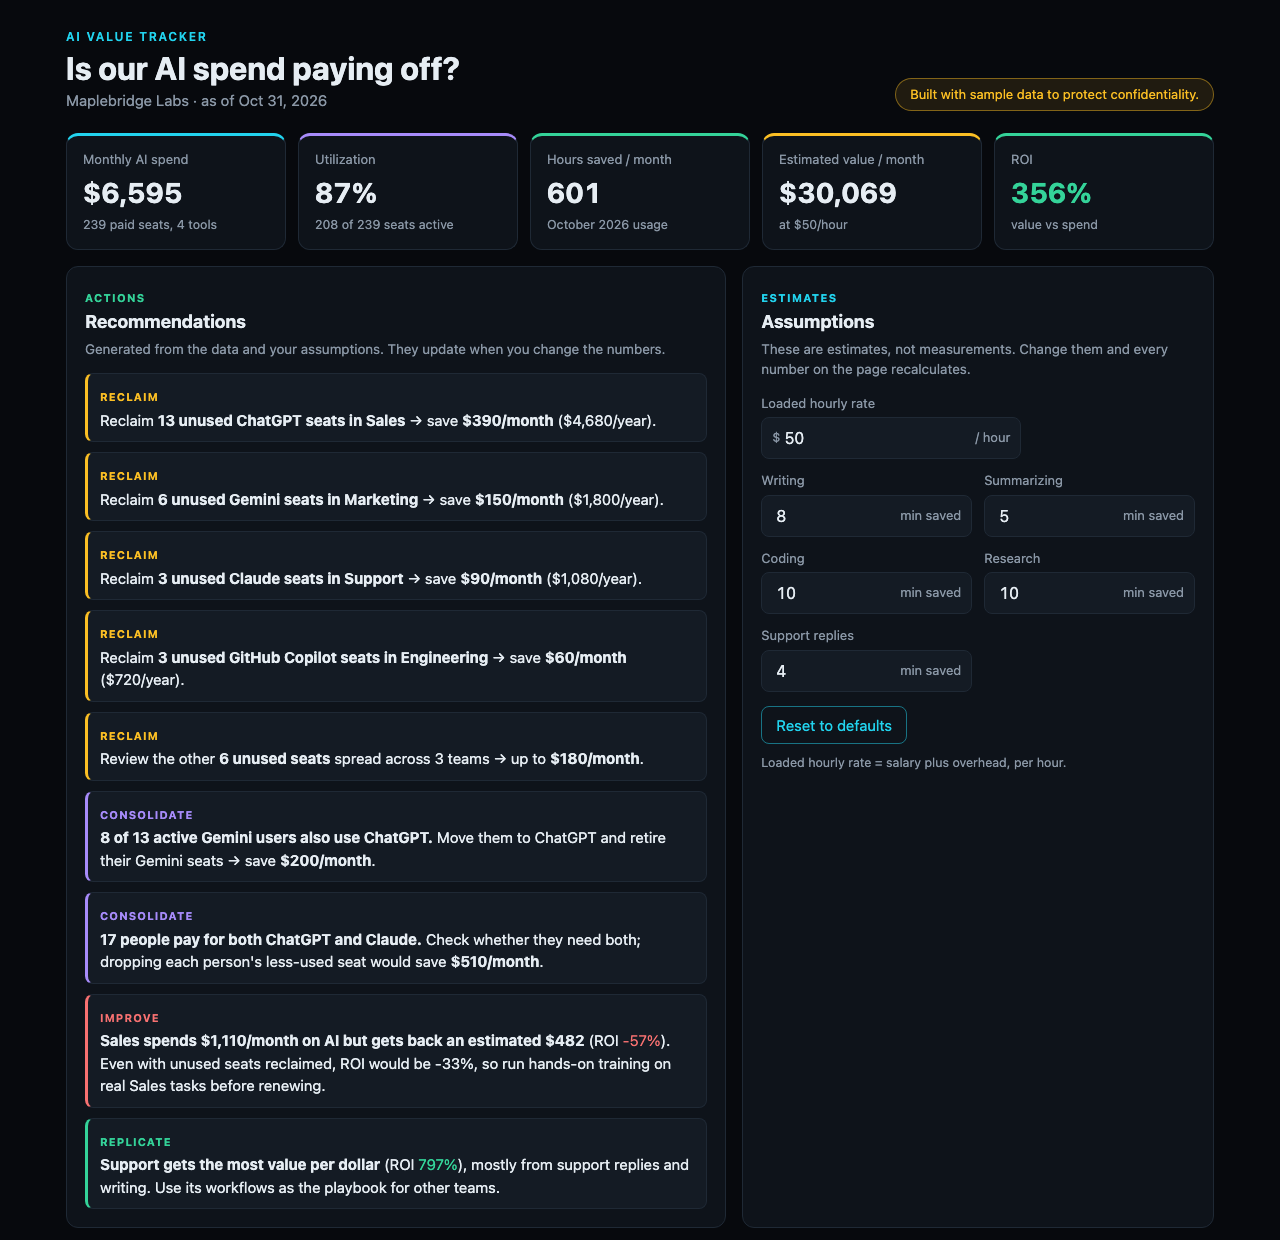 AI VALUE TRACKER
Is our AI spend paying off?
Maplebridge Labs · as of Oct 31, 2026
Built with sample data to protect confidentiality.
Monthly AI spend
$6,595
239 paid seats, 4 tools
Utilization
87%
208 of 239 seats active
Hours saved / month
601
October 2026 usage
Estimated value / month
$30,069
at $50/hour
ROI
356%
value vs spend
ACTIONS
Recommendations
Generated from the data and your assumptions. They update when you change the numbers.
RECLAIM
Reclaim 13 unused ChatGPT seats in Sales → save $390/month ($4,680/year).
RECLAIM
Reclaim 6 unused Gemini seats in Marketing → save $150/month ($1,800/year).
RECLAIM
Reclaim 3 unused Claude seats in Support → save $90/month ($1,080/year).
RECLAIM
Reclaim 3 unused GitHub Copilot seats in Engineering → save $60/month
($720/year).
RECLAIM
Review the other 6 unused seats spread across 3 teams → up to $180/month.
CONSOLIDATE
8 of 13 active Gemini users also use ChatGPT. Move them to ChatGPT and retire
their Gemini seats → save $200/month.
CONSOLIDATE
17 people pay for both ChatGPT and Claude. Check whether they need both;
dropping each person's less-used seat would save $510/month.
IMPROVE
Sales spends $1,110/month on AI but gets back an estimated $482 (ROI -57%).
Even with unused seats reclaimed, ROI would be -33%, so run hands-on training on
real Sales tasks before renewing.
REPLICATE
Support gets the most value per dollar (ROI 797%), mostly from support replies and
writing. Use its workflows as the playbook for other teams.
ESTIMATES
Assumptions
These are estimates, not measurements. Change them and every
number on the page recalculates.
Loaded hourly rate
$ 50 / hour
Writing
8 min saved
Summarizing
5 min saved
Coding
10 min saved
Research
10 min saved
Support replies
4 min saved
Reset to defaults
Loaded hourly rate = salary plus overhead, per hour.